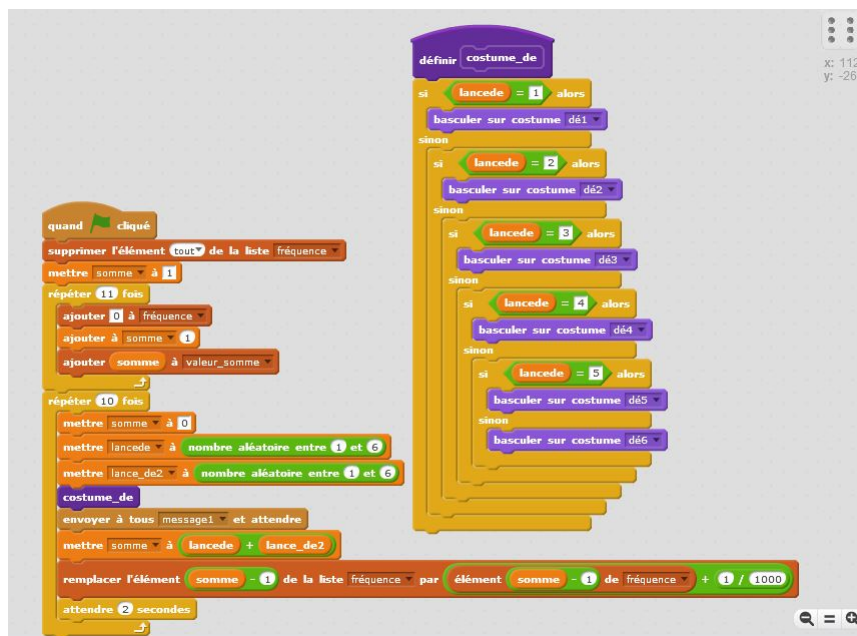 quand cliqué
supprimer l'élément tout de la liste fréquence
mettre somme à 1
répéter 11 fois
ajouter 0 à fréquence
ajouter à somme 1
ajouter somme à valeur_somme
répéter 10 fois
mettre somme à 0
mettre lancede à nombre aléatoire entre 1 et 6
mettre lance_de2 à nombre aléatoire entre 1 et 6
costume_de
envoyer à tous message1 et attendre
mettre somme à lancede + lance_de2
remplacer l'élément somme - 1 de la liste fréquence par élément somme - 1 de fréquence + 1 / 1000
attendre 2 secondes
définir costume_de
si lancede = 1 alors
basculer sur costume dé1
sinon
si lancede = 2 alors
basculer sur costume dé2
sinon
si lancede = 3 alors
basculer sur costume dé3
sinon
si lancede = 4 alors
basculer sur costume dé4
sinon
si lancede = 5 alors
basculer sur costume dé5
sinon
basculer sur costume dé6
x: 112
y: -26